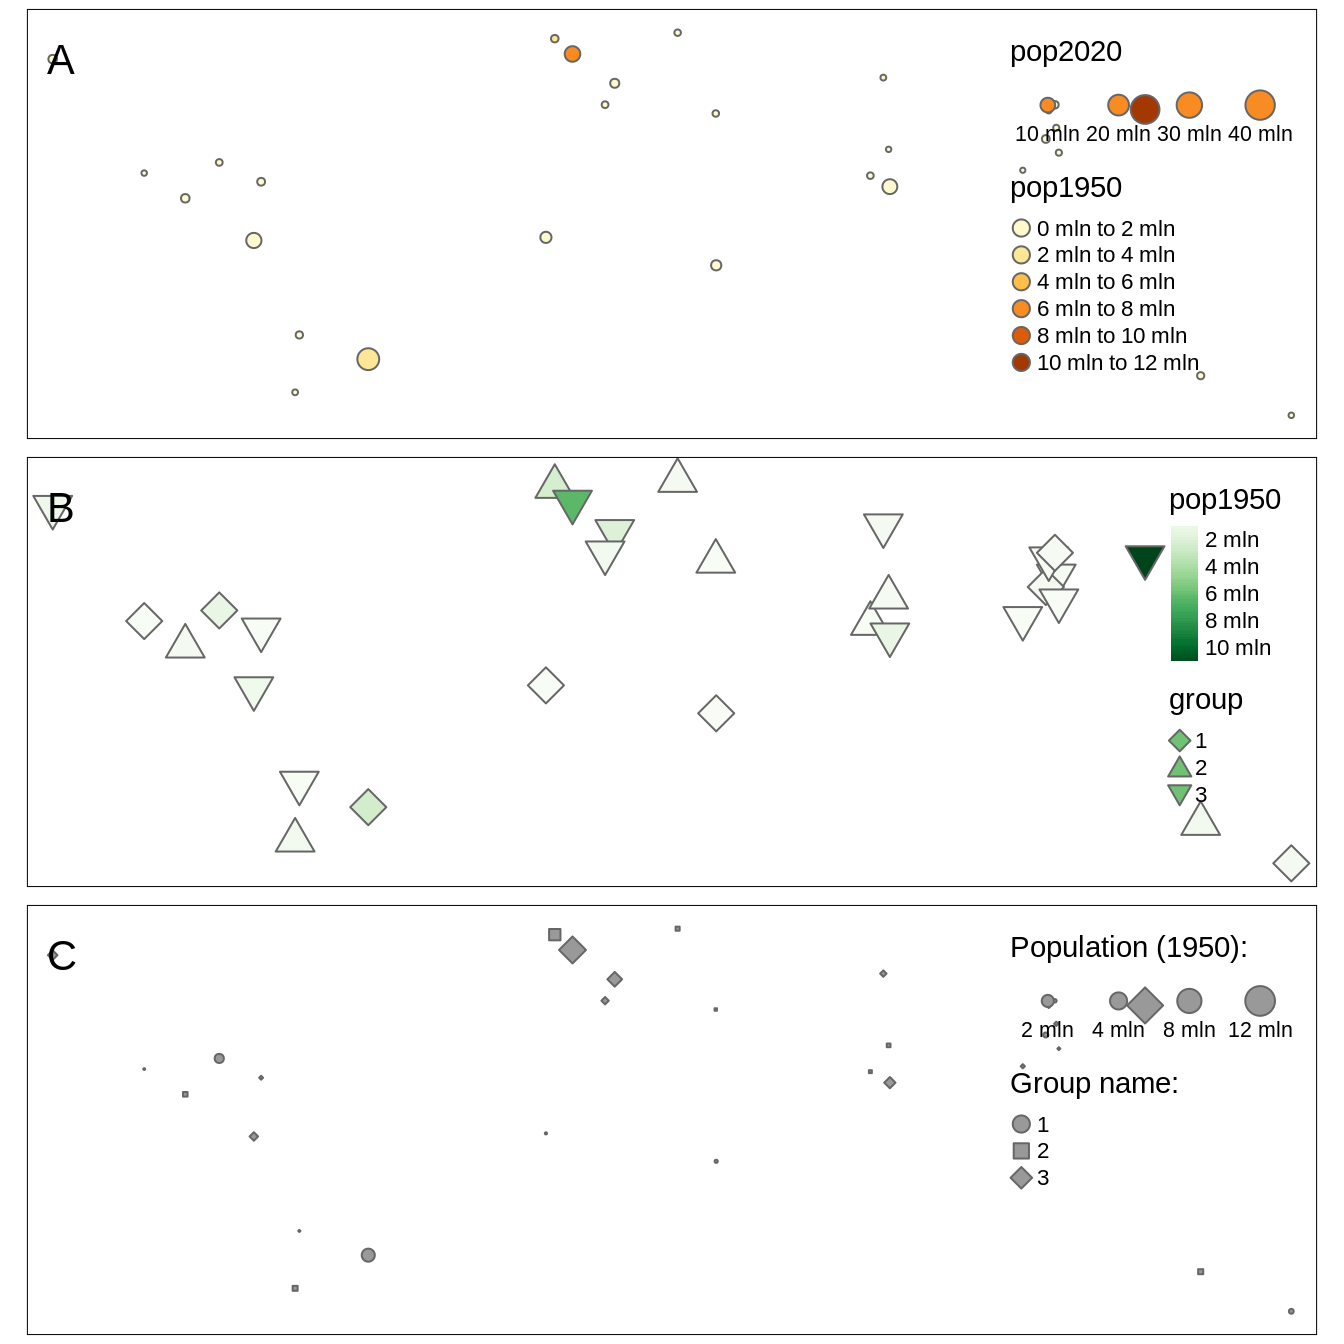 A
pop2020
10 mln 20 mln 30 mln 40 mln
pop1950
0 mln to 2 mln
2 mln to 4 mln
4 mln to 6 mln
6 mln to 8 mln
8 mln to 10 mln
10 mln to 12 mln
B
pop1950
2 mln
4 mln
6 mln
8 mln
10 mln
group
1
2
3
C
Population (1950):
2 mln 4 mln 8 mln 12 mln
Group name:
1
2
3